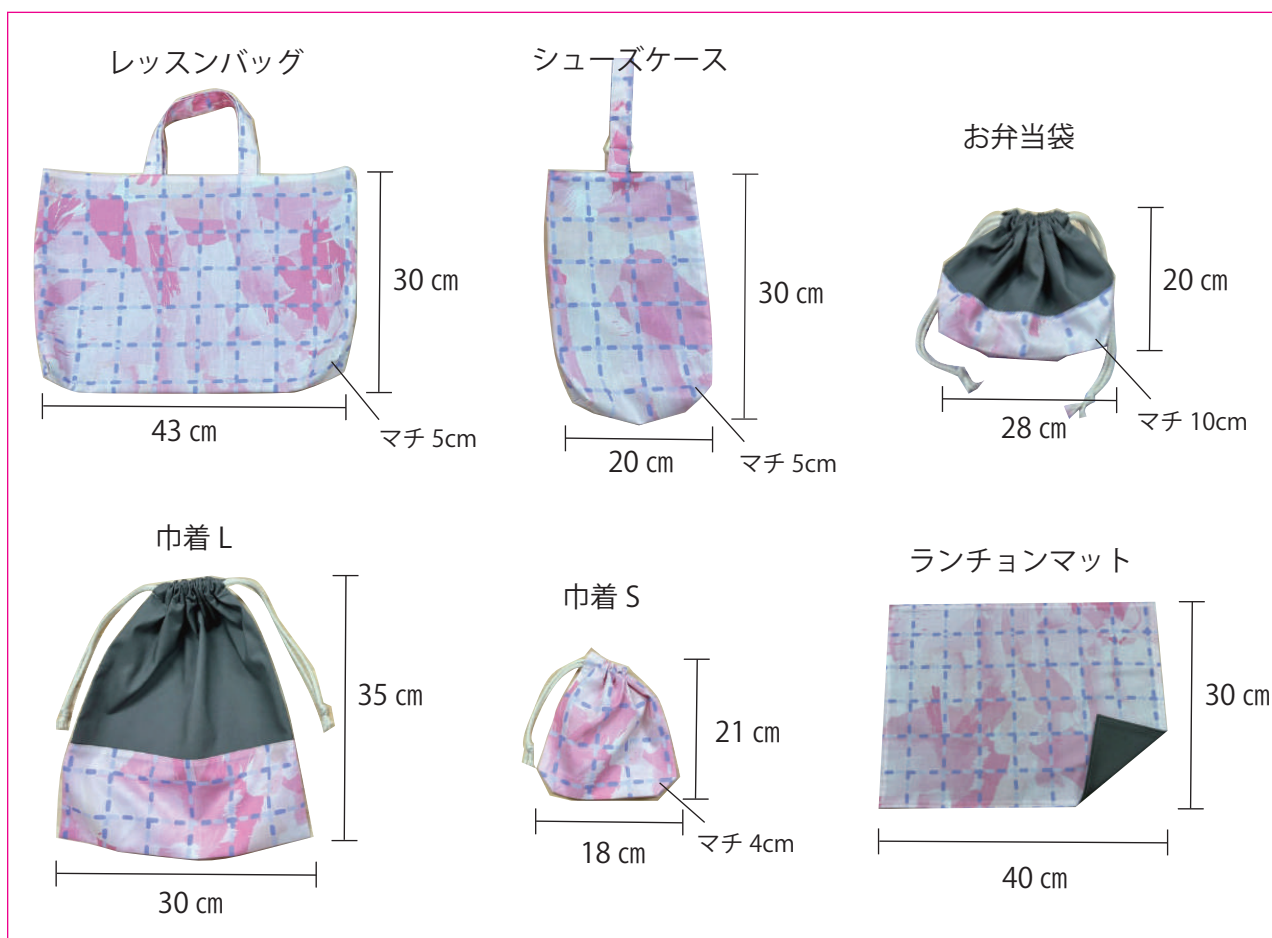 レッスンバッグ
30 ㎝
43 ㎝
マチ 5cm
シューズケース
30 ㎝
20 ㎝
マチ 5cm
お弁当袋
20 ㎝
28 ㎝
マチ 10cm
巾着 L
35 ㎝
30 ㎝
巾着 S
21 ㎝
18 ㎝
マチ 4cm
ランチョンマット
30 ㎝
40 ㎝